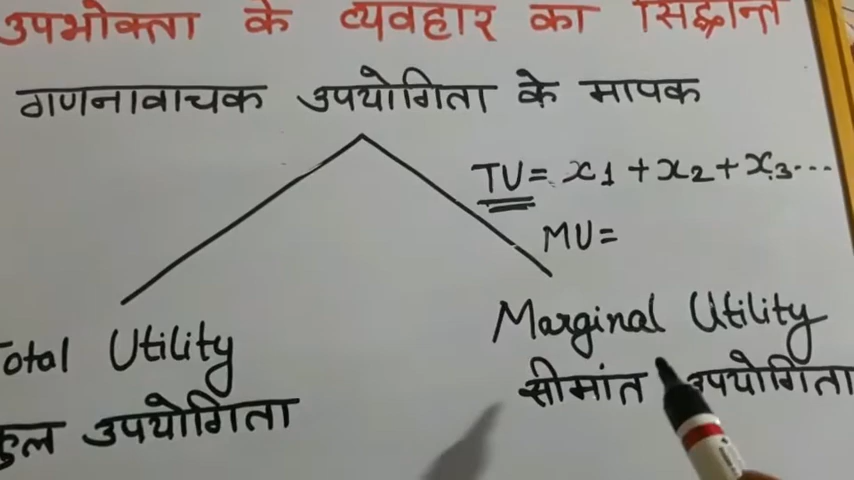 उपभोक्ता के व्यवहार का सिद्धान्त
गणनावाचक उपयोगिता के मापक
TU = x1 + x2 + x3...
MU =
Total Utility
कुल उपयोगिता
Marginal Utility
सीमांत उपयोगिता